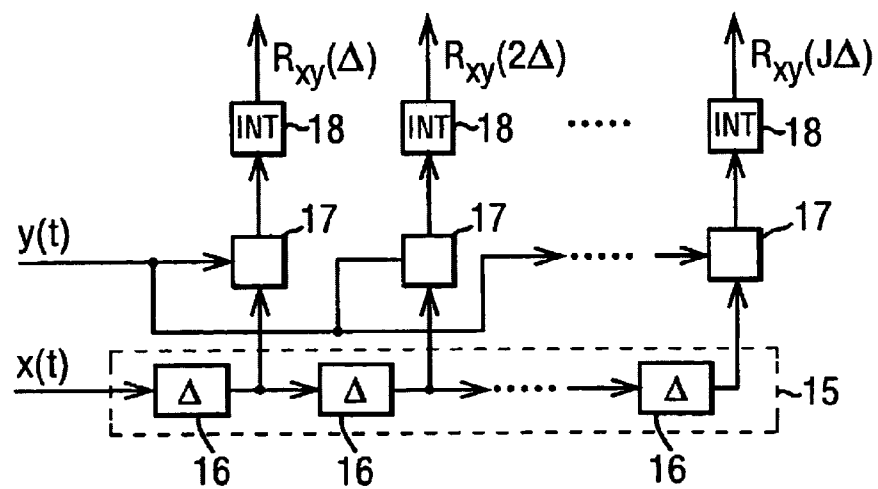 Rxy(Δ) Rxy(2Δ) Rxy(JΔ)
INT 18 INT 18 INT 18
17 17 17
y(t)
x(t)
Δ Δ Δ 15
16 16 16